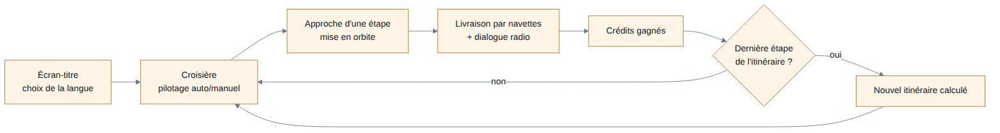 Écran-titre
choix de la langue
Croisière
pilotage auto/manuel
Approche d'une étape
mise en orbite
Livraison par navettes
+ dialogue radio
Crédits gagnés
Dernière étape
de l'itinéraire ?
oui
non
Nouvel itinéraire calculé